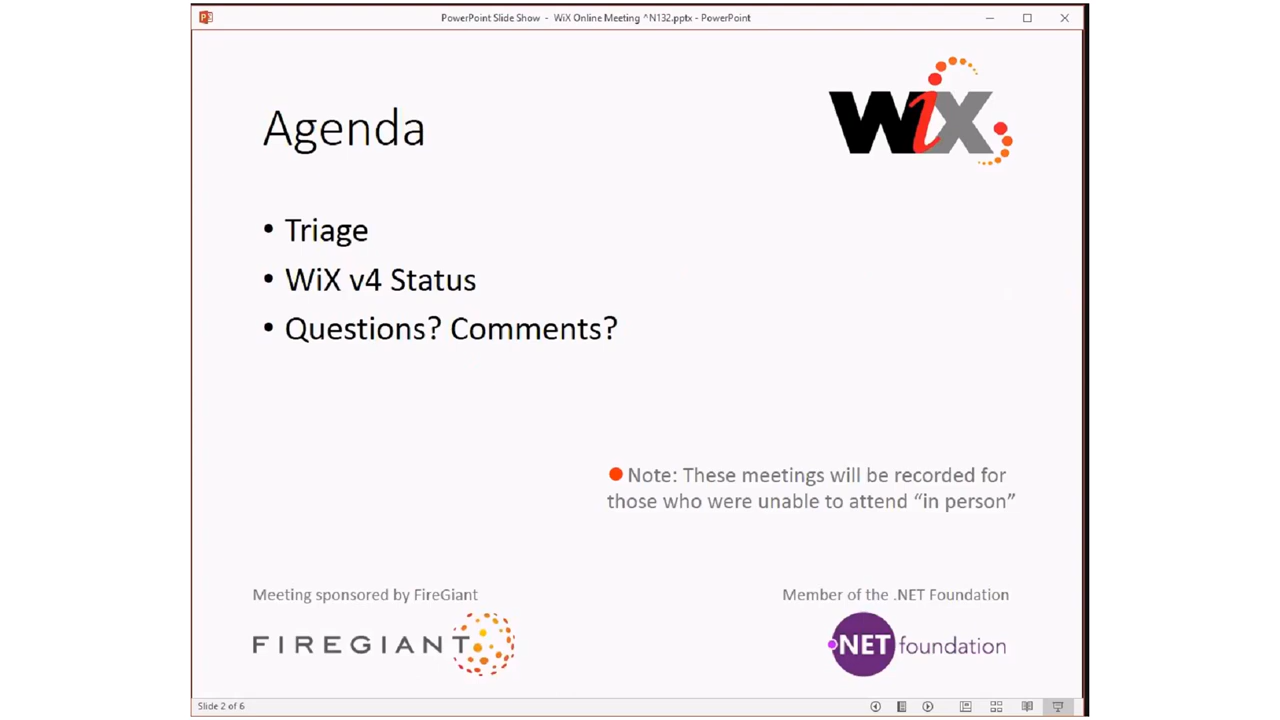 PowerPoint Slide Show - WiX Online Meeting ^N132.pptx - PowerPoint
WiX
Agenda
• Triage
• WiX v4 Status
• Questions? Comments?
Note: These meetings will be recorded for
those who were unable to attend “in person”
Meeting sponsored by FireGiant
FIREGIANT
Member of the .NET Foundation
.NET foundation
Slide 2 of 6